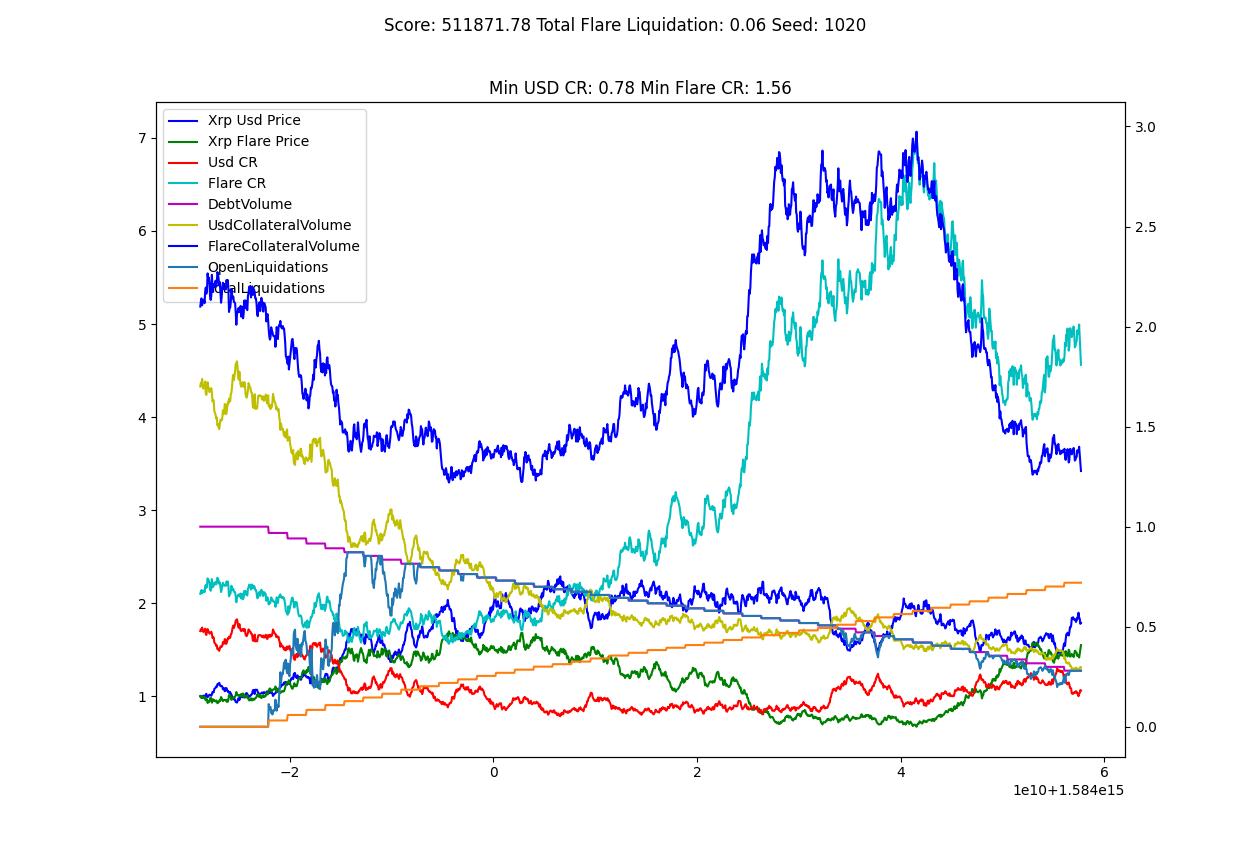 Score: 511871.78 Total Flare Liquidation: 0.06 Seed: 1020
Min USD CR: 0.78 Min Flare CR: 1.56
Xrp Usd Price
Xrp Flare Price
Usd CR
Flare CR
DebtVolume
UsdCollateralVolume
FlareCollateralVolume
OpenLiquidations
TotalLiquidations
7
6
5
4
3
2
1
3.0
2.5
2.0
1.5
1.0
0.5
0.0
−2
0
2
4
6
1e10+1.584e15